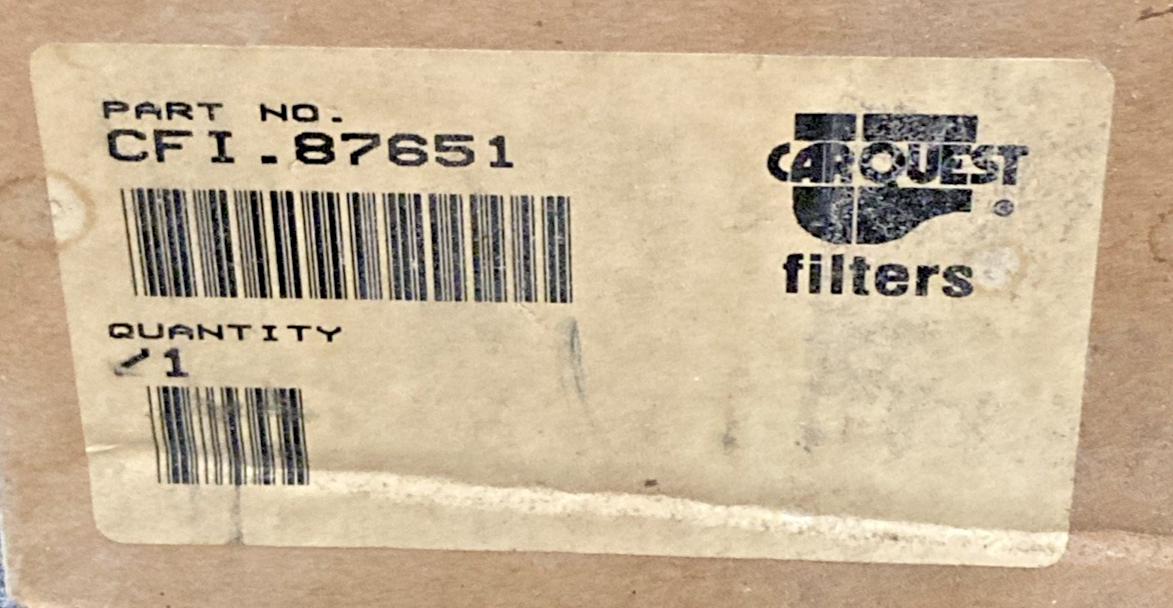 PART NO.
CFI.87651
CARQUEST
®
filters
QUANTITY
/1